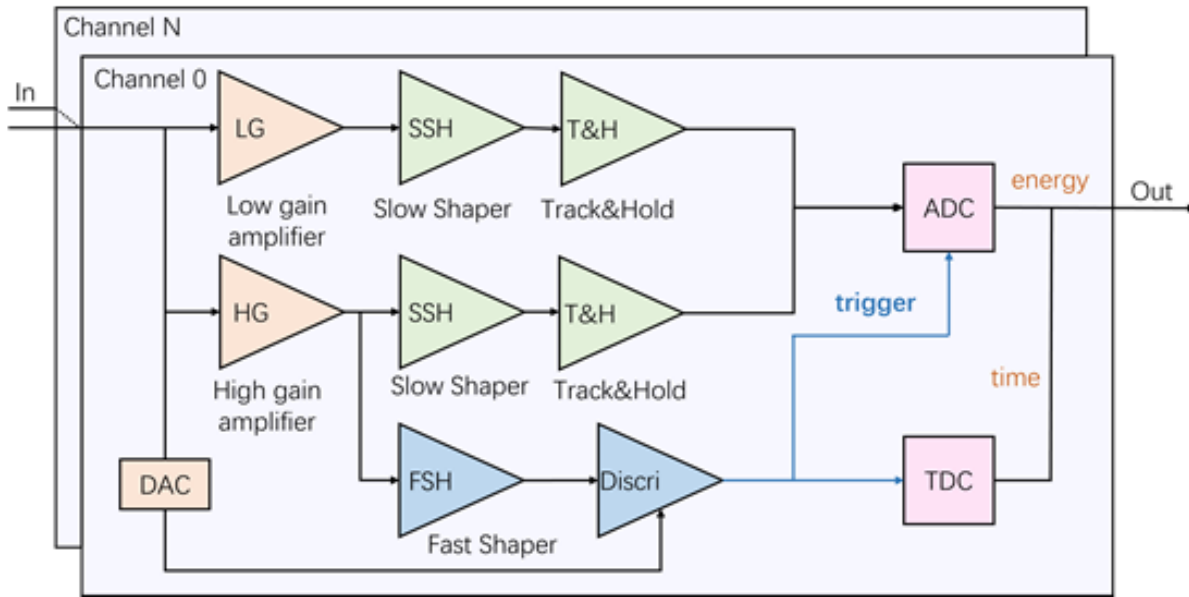 Channel N
Channel 0
In
LG
SSH
T&H
Low gain
amplifier
Slow Shaper
Track&Hold
ADC
energy
Out
HG
SSH
T&H
trigger
High gain
amplifier
Slow Shaper
Track&Hold
time
DAC
FSH
Discri
TDC
Fast Shaper